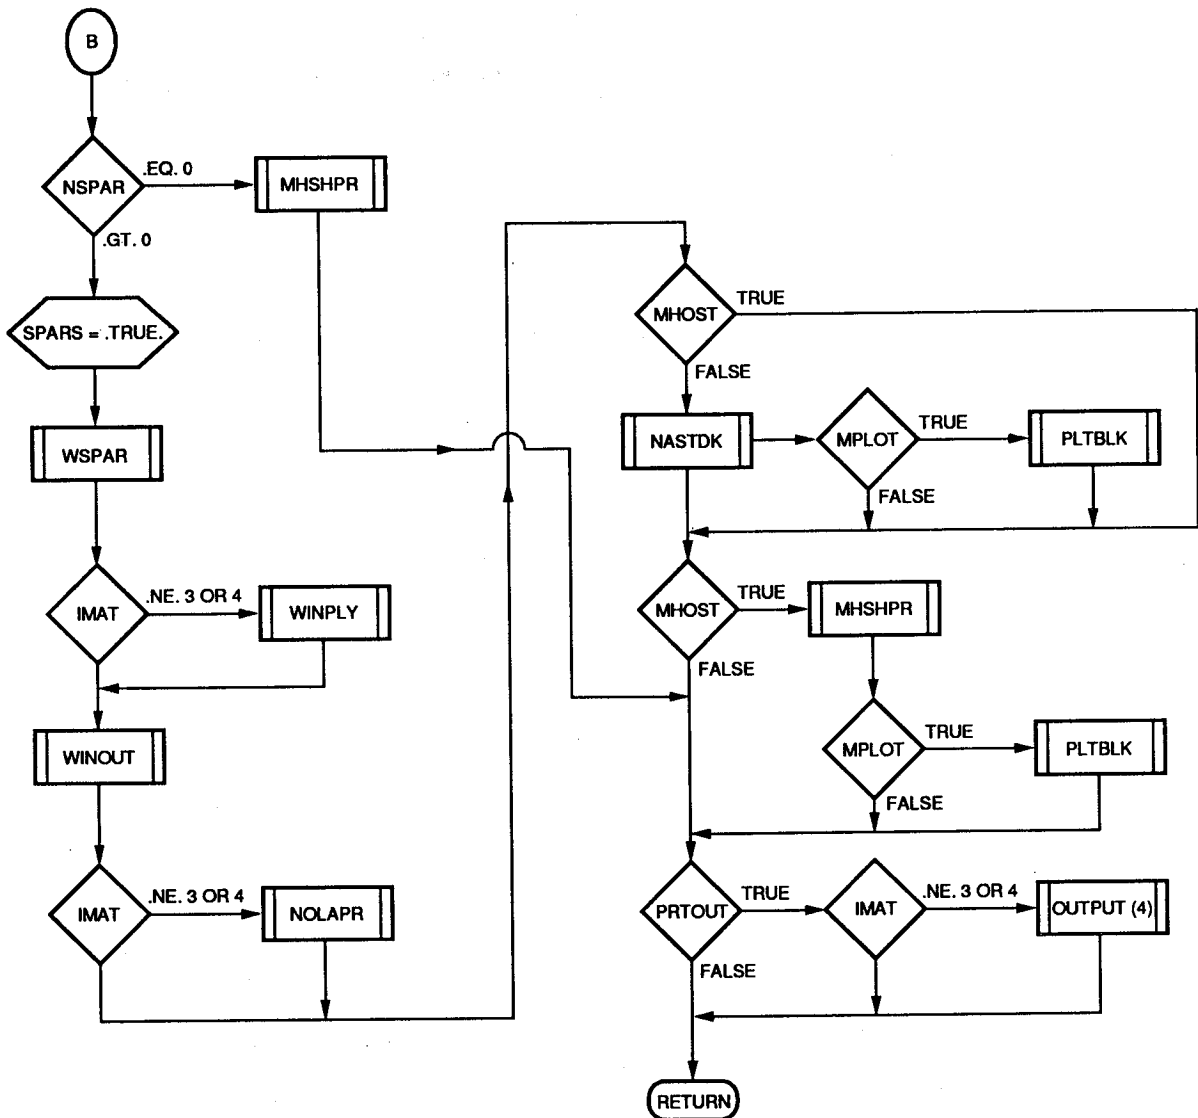 B
NSPAR
.EQ. 0
MHSHPR
.GT. 0
SPARS = .TRUE.
WSPAR
IMAT
.NE. 3 OR 4
WINPLY
WINOUT
IMAT
.NE. 3 OR 4
NOLAPR
MHOST
TRUE
FALSE
NASTDK
MPLOT
TRUE
PLTBLK
FALSE
MHOST
TRUE
MHSHPR
FALSE
MPLOT
TRUE
PLTBLK
FALSE
PRTOUT
TRUE
IMAT
.NE. 3 OR 4
OUTPUT (4)
FALSE
RETURN